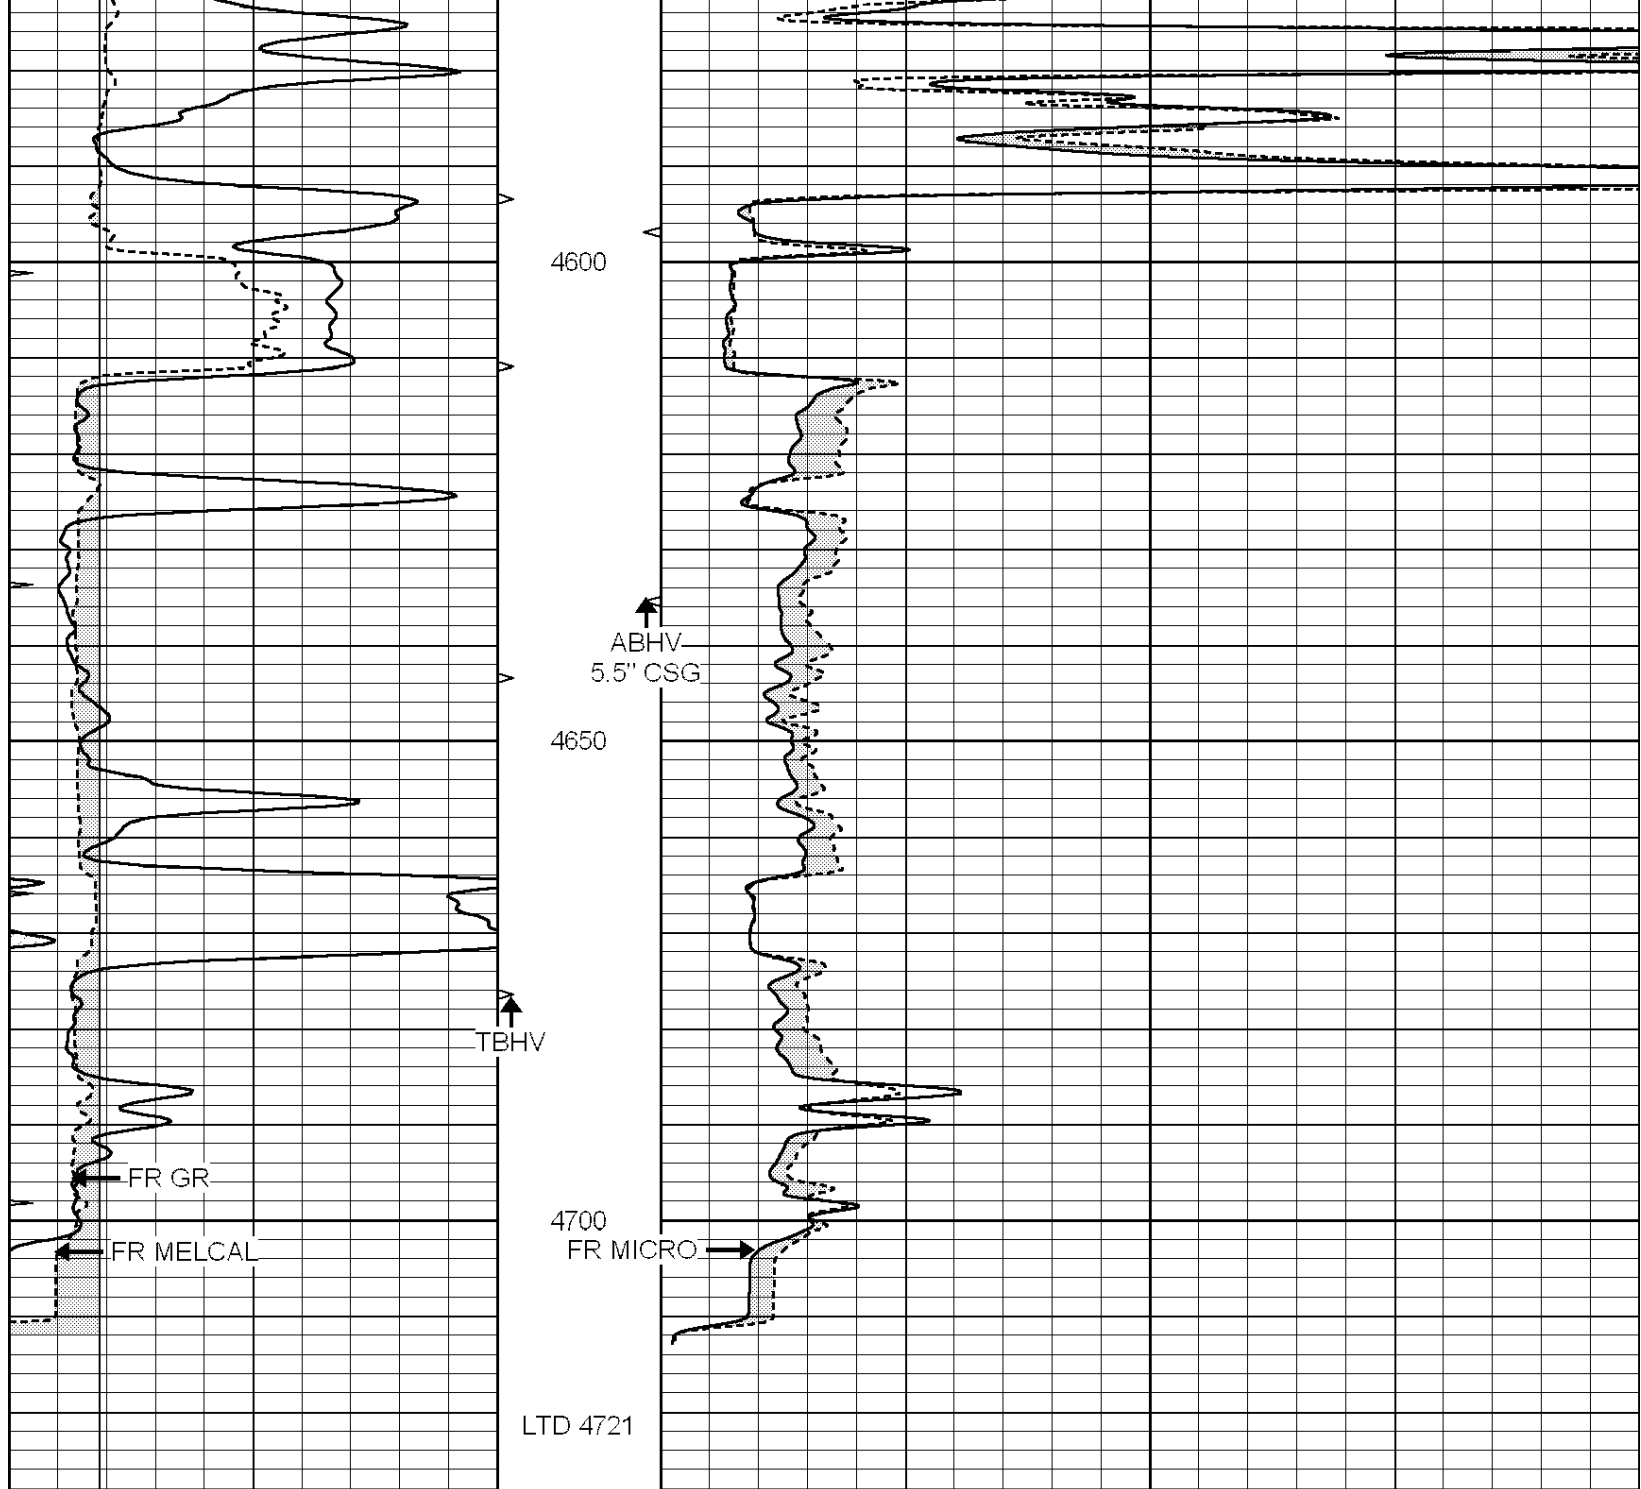 4600
ABHV
5.5" CSG
4650
TBHV
FR GR
4700
FR MELCAL
FR MICRO
LTD 4721